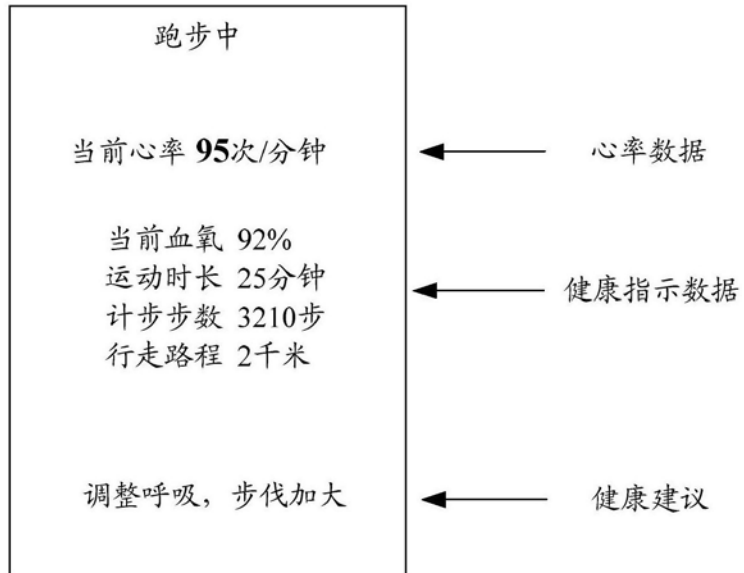 跑步中
当前心率 95次/分钟
心率数据
当前血氧 92%
运动时长 25分钟
计步步数 3210步
行走路程 2千米
健康指示数据
调整呼吸，步伐加大
健康建议